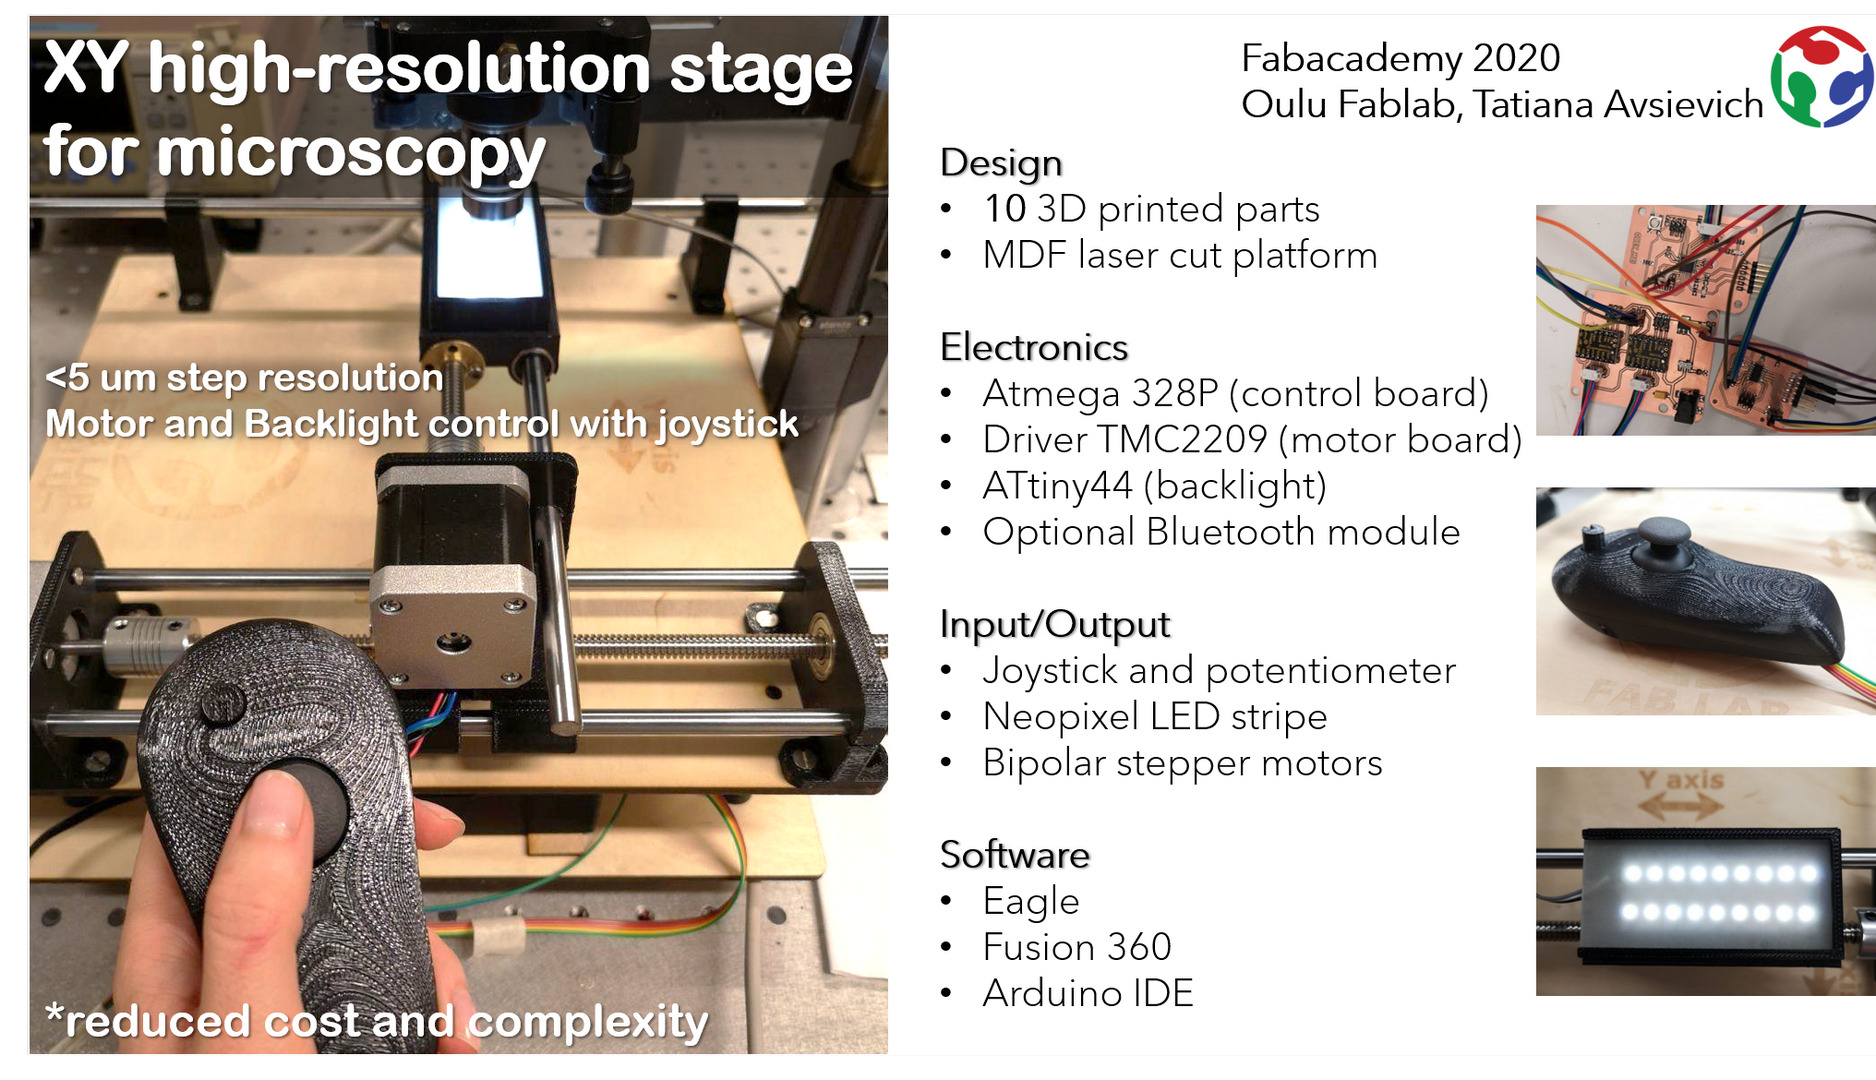 XY high-resolution stage
for microscopy
<5 um step resolution
Motor and Backlight control with joystick
*reduced cost and complexity
Fabacademy 2020
Oulu Fablab, Tatiana Avsievich
Design
• 10 3D printed parts
• MDF laser cut platform
Electronics
• Atmega 328P (control board)
• Driver TMC2209 (motor board)
• ATtiny44 (backlight)
• Optional Bluetooth module
Input/Output
• Joystick and potentiometer
• Neopixel LED stripe
• Bipolar stepper motors
Software
• Eagle
• Fusion 360
• Arduino IDE
FAB LAB
Y axis